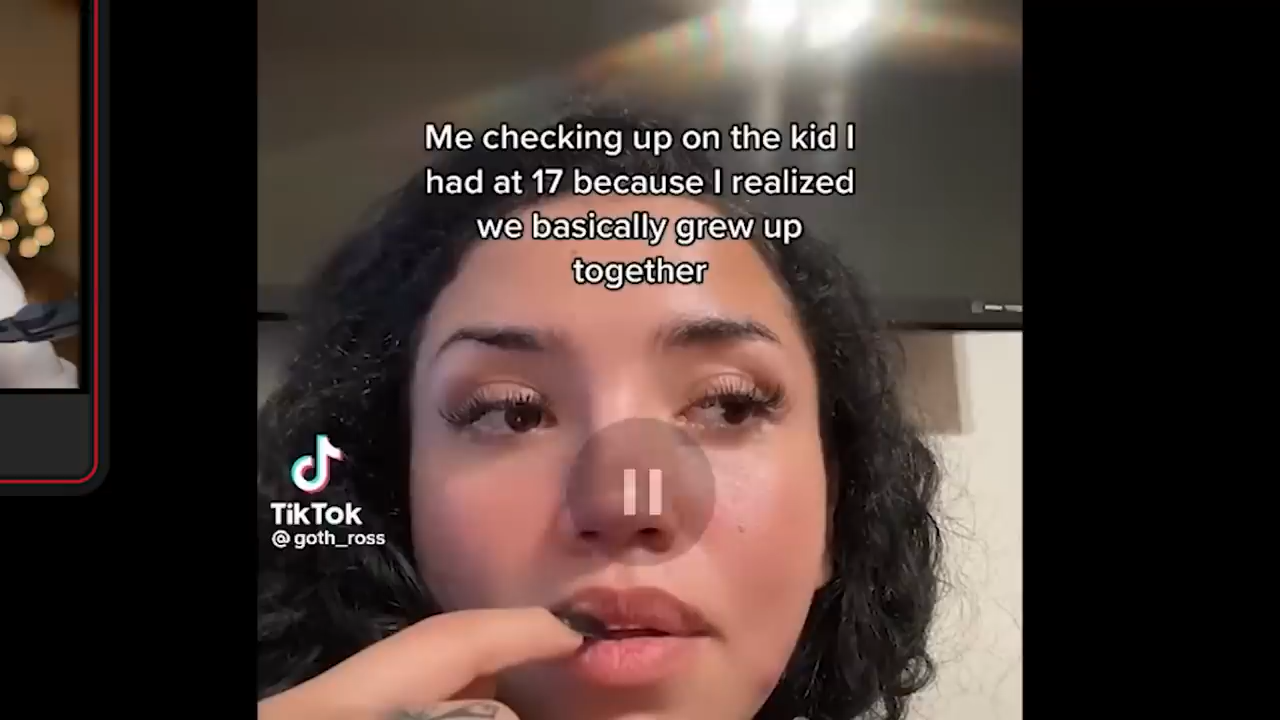 Me checking up on the kid I
had at 17 because I realized
we basically grew up
together
TikTok
@goth_ross